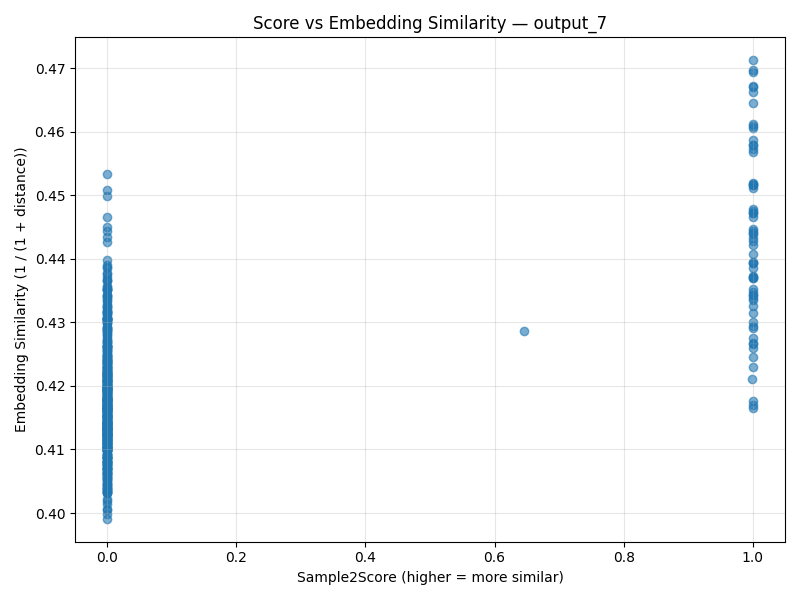 Score vs Embedding Similarity — output_7
Embedding Similarity (1 / (1 + distance))
0.47
0.46
0.45
0.44
0.43
0.42
0.41
0.40
0.0 0.2 0.4 0.6 0.8 1.0
Sample2Score (higher = more similar)